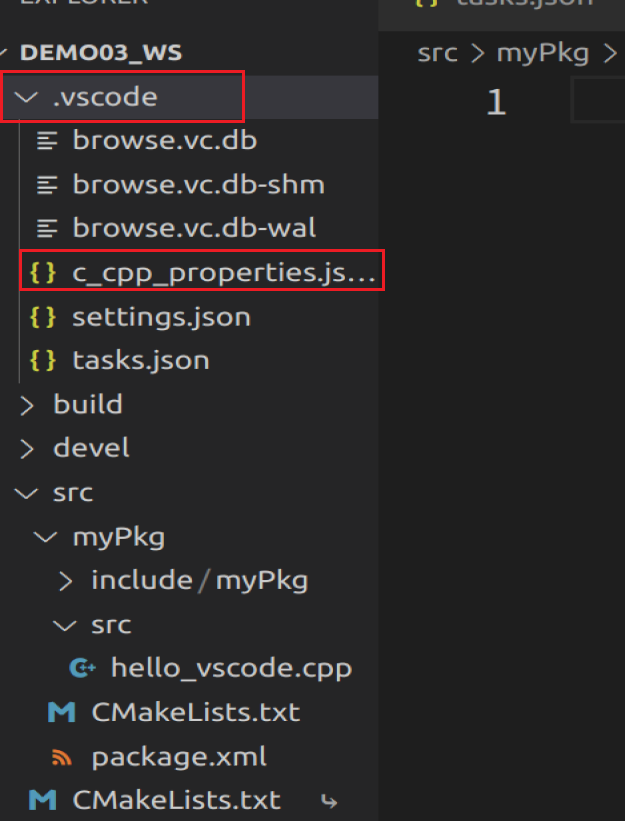 EXPLORER
tasks.json
DEMO03_WS
src > myPkg >
.vscode
1
browse.vc.db
browse.vc.db-shm
browse.vc.db-wal
{} c_cpp_properties.js...
{} settings.json
{} tasks.json
build
devel
src
myPkg
include/myPkg
src
hello_vscode.cpp
CMakeLists.txt
package.xml
CMakeLists.txt